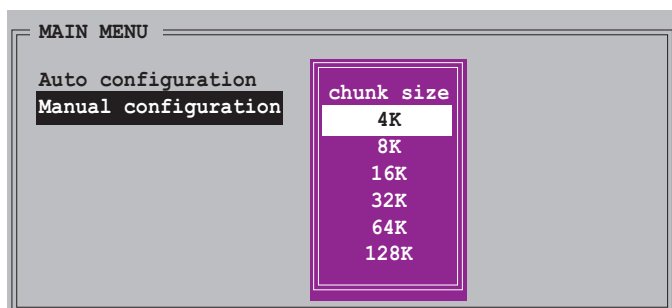 MAIN MENU
Auto configuration
Manual configuration
chunk size
4K
8K
16K
32K
64K
128K